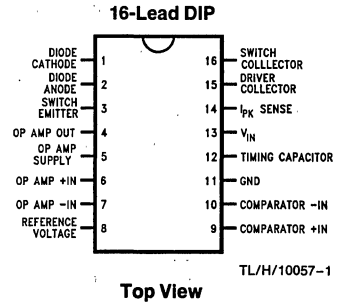 16-Lead DIP
DIODE
CATHODE
1
DIODE
ANODE
2
SWITCH
EMITTER
3
OP AMP OUT
4
OP AMP
SUPPLY
5
OP AMP +IN
6
OP AMP -IN
7
REFERENCE
VOLTAGE
8
16
SWITCH
COLLLECTOR
15
DRIVER
COLLECTOR
14
IPK SENSE
13
VIN
12
TIMING CAPACITOR
11
GND
10
COMPARATOR -IN
9
COMPARATOR +IN
TL/H/10057-1
Top View